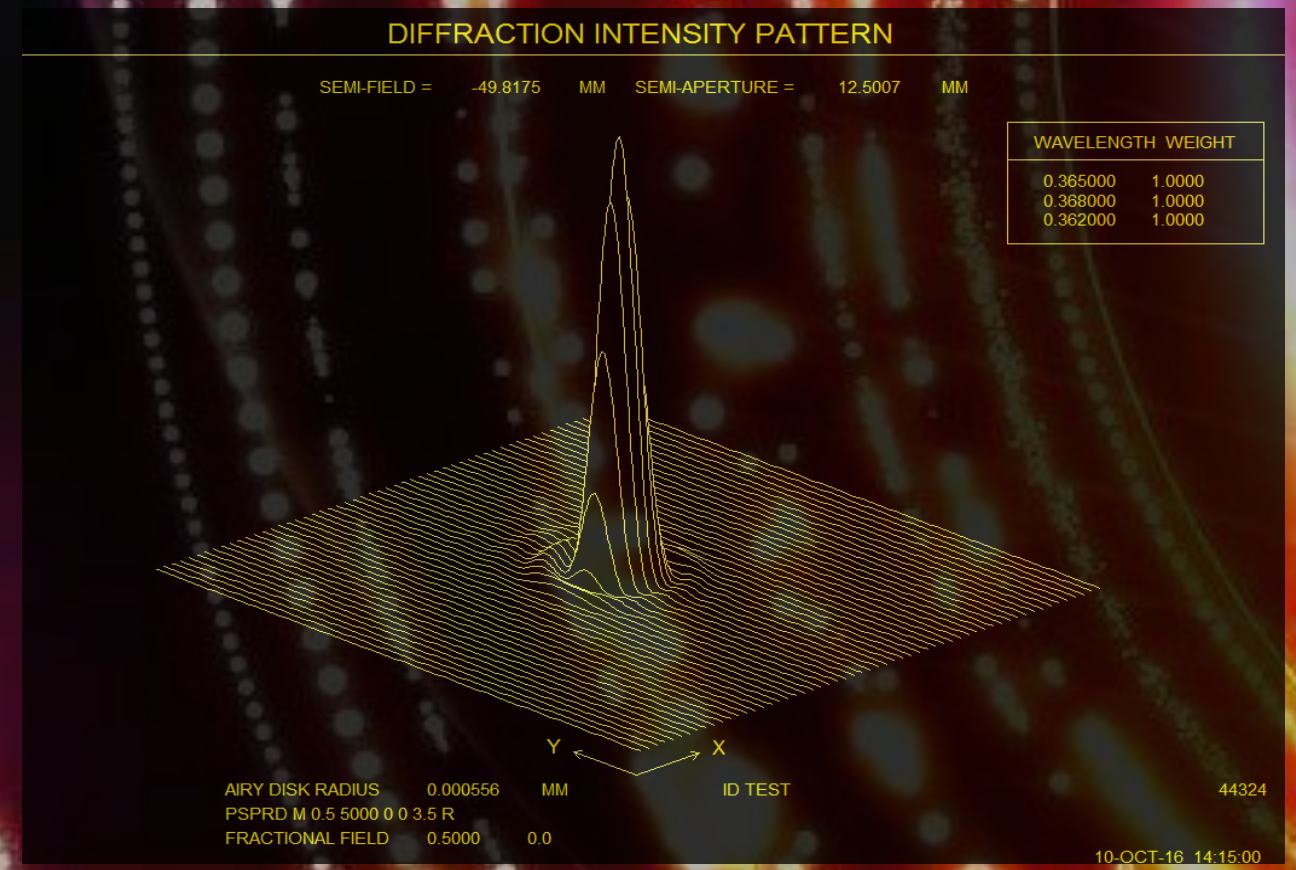 DIFFRACTION INTENSITY PATTERN
SEMI-FIELD = -49.8175 MM SEMI-APERTURE = 12.5007 MM
WAVELENGTH WEIGHT
0.365000 1.0000
0.368000 1.0000
0.362000 1.0000
Y X
AIRY DISK RADIUS 0.000556 MM ID TEST 44324
PSPRD M 0.5 5000 0 0 3.5 R
FRACTIONAL FIELD 0.5000 0.0
10-OCT-16 14:15:00